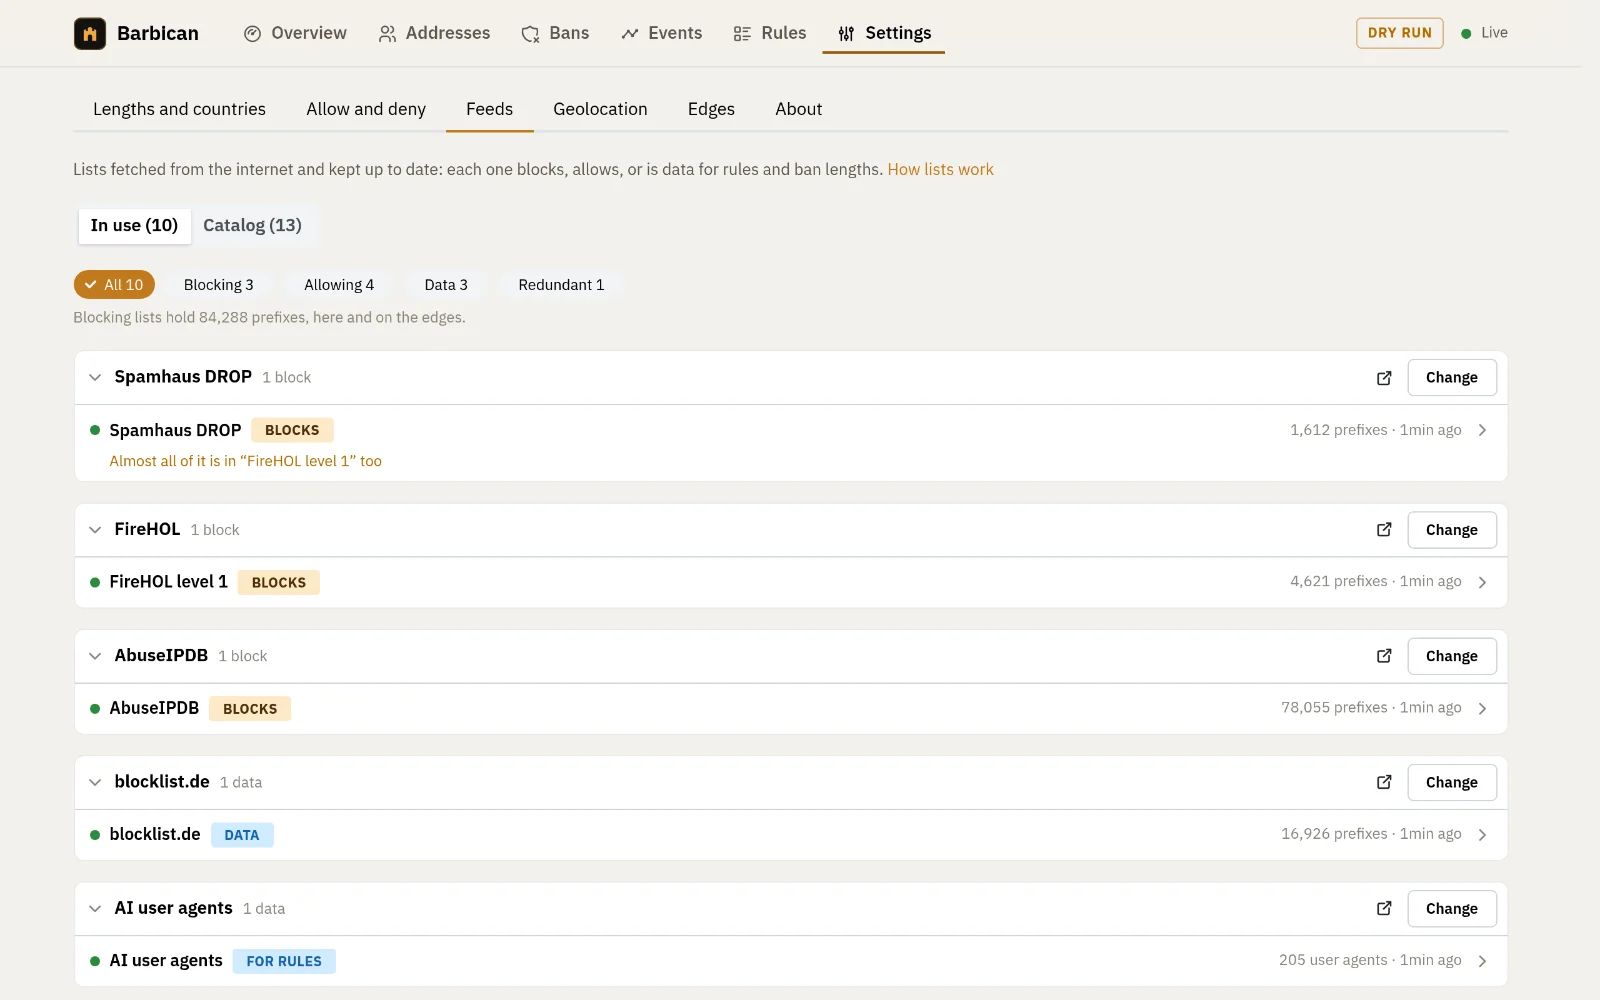 Barbican
Overview
Addresses
Bans
Events
Rules
Settings
DRY RUN
Live
Lengths and countries
Allow and deny
Feeds
Geolocation
Edges
About
Lists fetched from the internet and kept up to date: each one blocks, allows, or is data for rules and ban lengths. How lists work
In use (10)
Catalog (13)
All 10
Blocking 3
Allowing 4
Data 3
Redundant 1
Blocking lists hold 84,288 prefixes, here and on the edges.
Spamhaus DROP 1 block
Change
Spamhaus DROP BLOCKS
1,612 prefixes · 1min ago
Almost all of it is in “FireHOL level 1” too
FireHOL 1 block
Change
FireHOL level 1 BLOCKS
4,621 prefixes · 1min ago
AbuseIPDB 1 block
Change
AbuseIPDB BLOCKS
78,055 prefixes · 1min ago
blocklist.de 1 data
Change
blocklist.de DATA
16,926 prefixes · 1min ago
AI user agents 1 data
Change
AI user agents FOR RULES
205 user agents · 1min ago